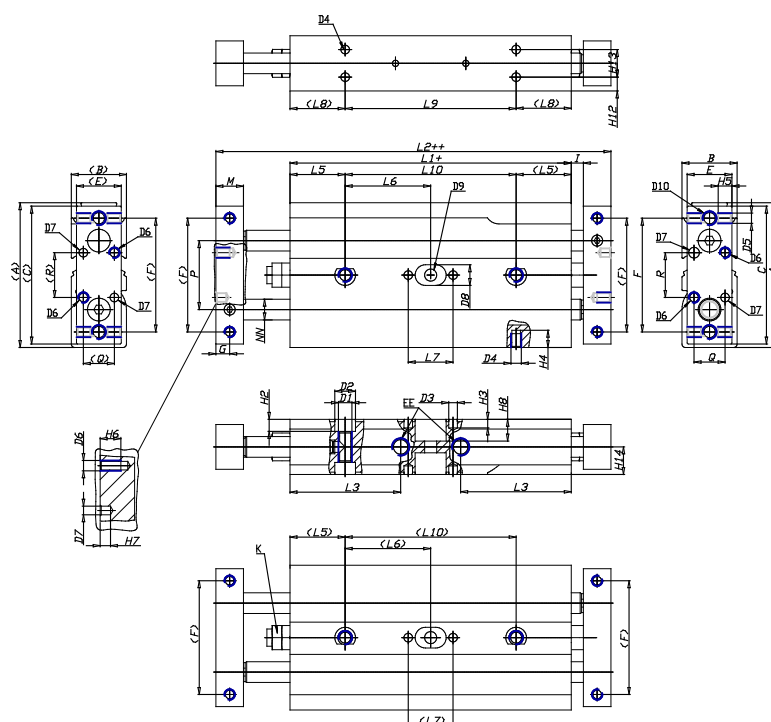 D4
H13
H12
(L8)
L9
(L8)
L2++
L1+
I
L5
L10
(L5)
M
L6
D9
(B)
(E)
D7
D6
(A)
(C)
(R)
(F)
D6
D7
(Q)
(F)
P
G
NN
D8
L7
D4
H4
(F)
B
E
H5
D10
D5
D7
D6
F
R
C
D6
D7
Q
H2
D2
D1
EE
D3
H3
H8
H14
L3
L3
H6
D6
D7
H7
(L5)
(L10)
(L6)
K
(F)
(F)
(L7)